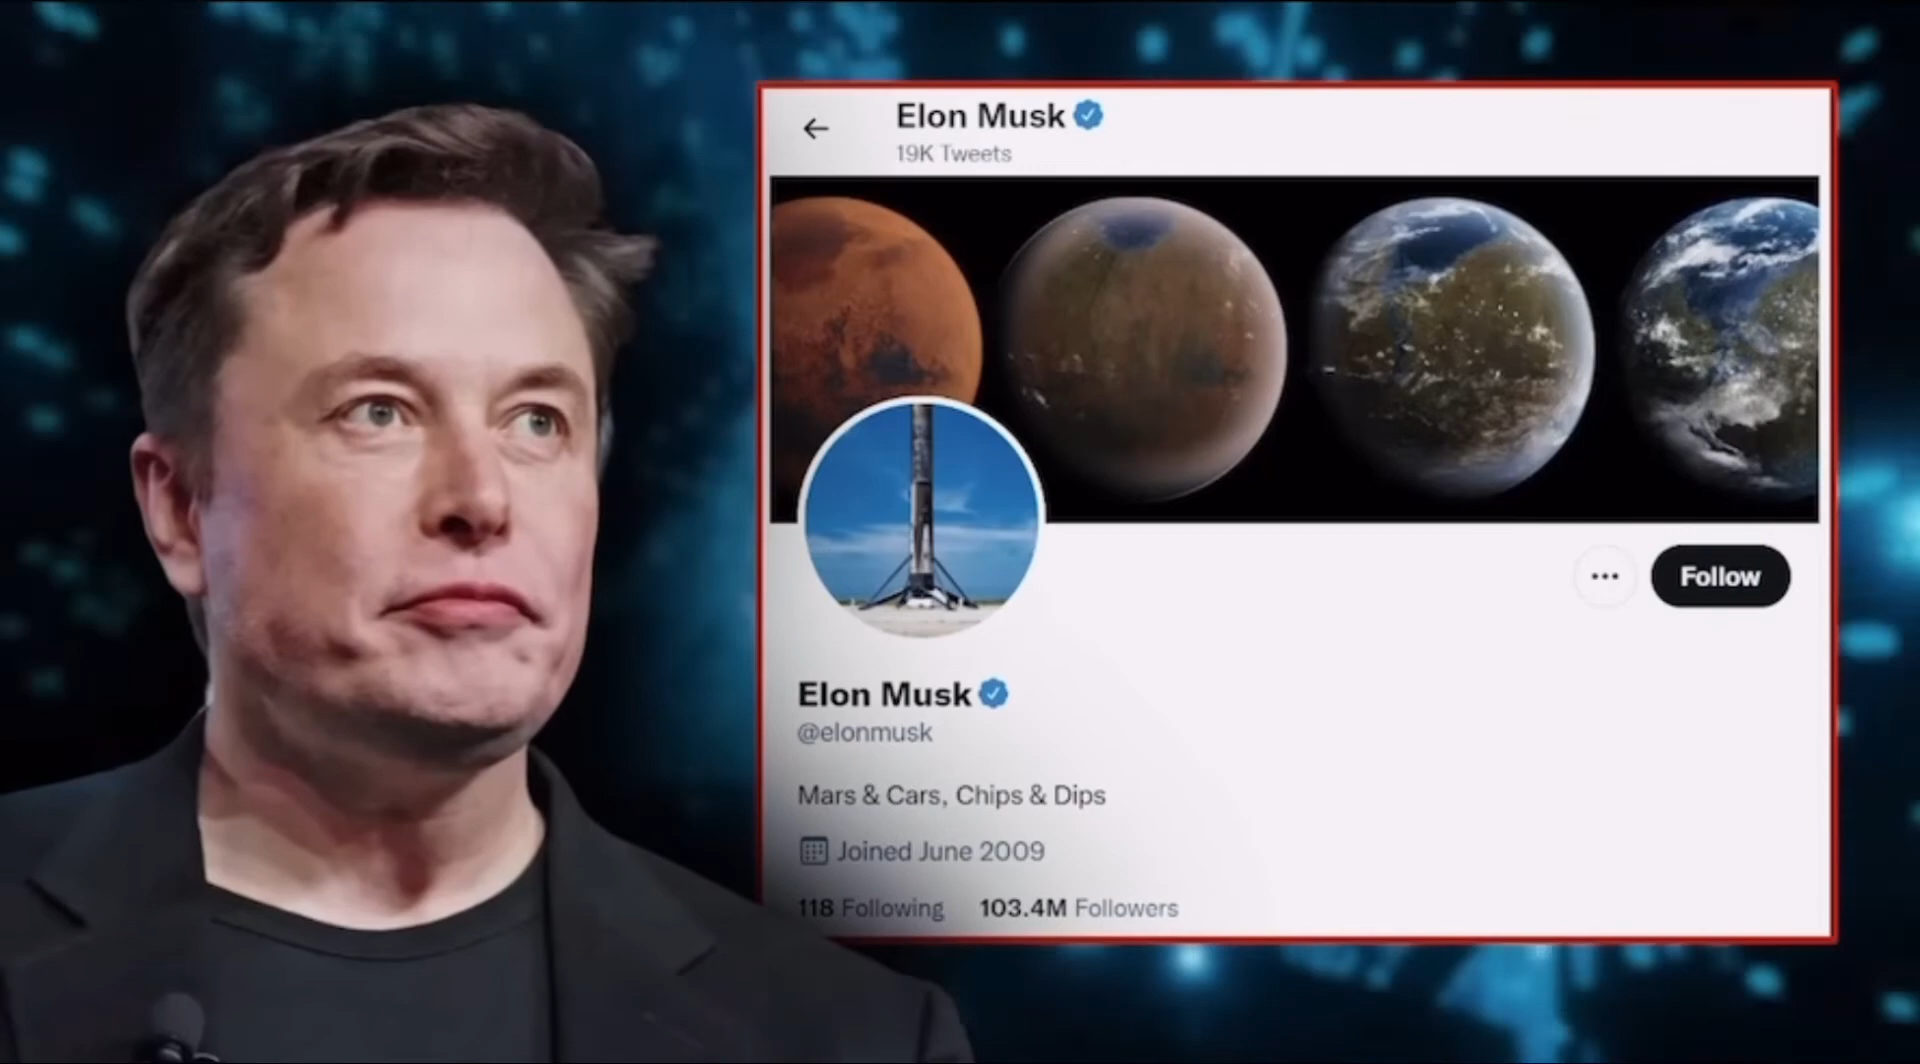 Elon Musk
19K Tweets
Follow
Elon Musk
@elonmusk
Mars & Cars, Chips & Dips
Joined June 2009
118 Following 103.4M Followers